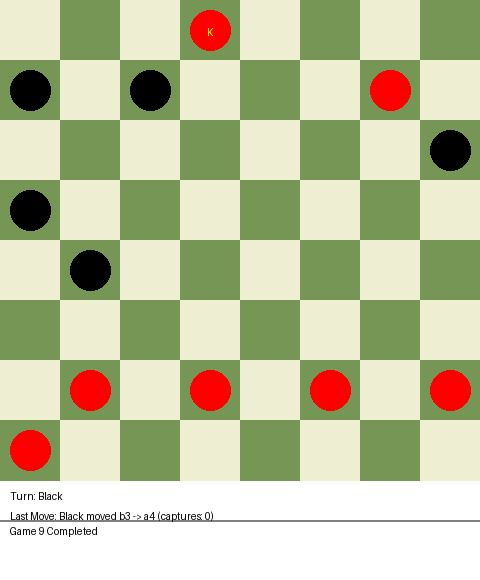 K
Turn: Black
Last Move: Black moved b3 -> a4 (captures: 0)
Game 9 Completed